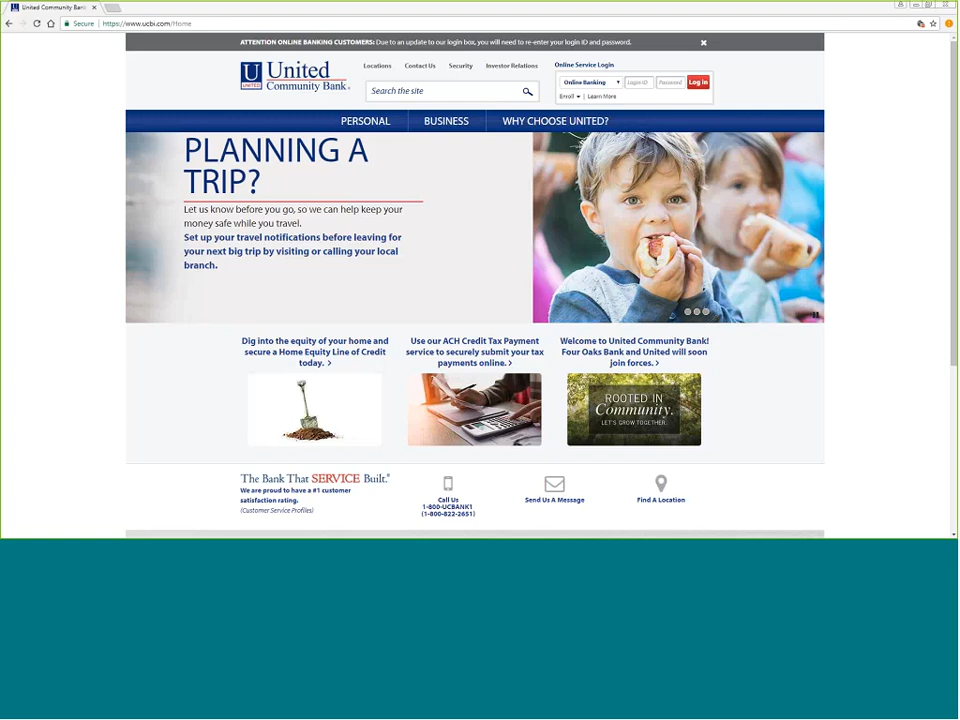 United Community Bank
Secure | https://www.ucbi.com/Home
ATTENTION ONLINE BANKING CUSTOMERS: Due to an update to our login box, you will need to re-enter your login ID and password.
Locations Contact Us Security Investor Relations Online Service Login
U UNITED United Community Bank
Search the site
Online Banking Login ID Password Log in
Enroll | Learn More
PERSONAL BUSINESS WHY CHOOSE UNITED?
PLANNING A
TRIP?
Let us know before you go, so we can help keep your
money safe while you travel.
Set up your travel notifications before leaving for
your next big trip by visiting or calling your local
branch.
Dig into the equity of your home and
secure a Home Equity Line of Credit
today. >
Use our ACH Credit Tax Payment
service to securely submit your tax
payments online. >
Welcome to United Community Bank!
Four Oaks Bank and United will soon
join forces. >
ROOTED IN
Community.
LET'S GROW TOGETHER.
The Bank That SERVICE Built.®
We are proud to have a #1 customer
satisfaction rating.
(Customer Service Profiles)
Call Us
1-800-UCBANK1
(1-800-822-2651)
Send Us A Message
Find A Location